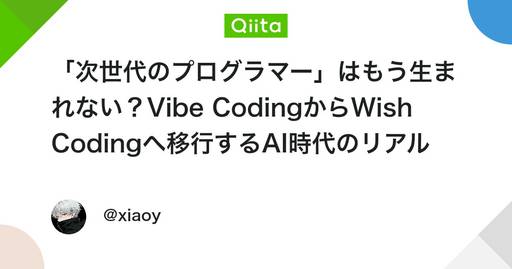 Qiita
「次世代のプログラマー」はもう生ま
れない？Vibe CodingからWish
Codingへ移行するAI時代のリアル
@xiaoy